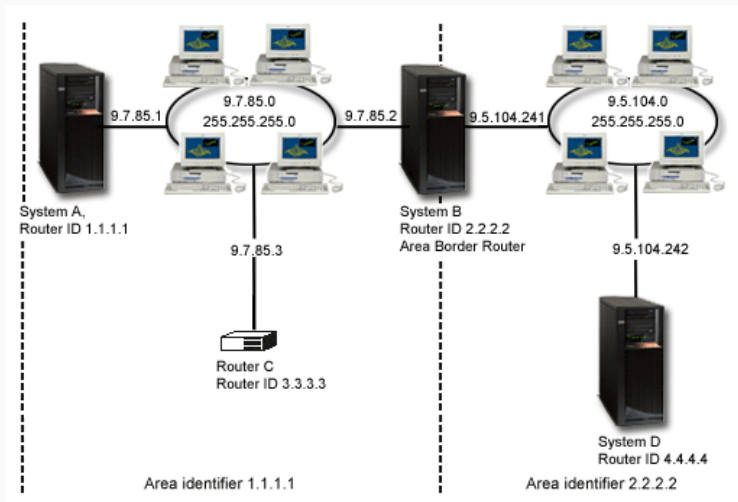 9.7.85.1
9.7.85.0
255.255.255.0
9.7.85.2
9.5.104.241
9.5.104.0
255.255.255.0
System A,
Router ID 1.1.1.1
System B
Router ID 2.2.2.2
Area Border Router
9.7.85.3
9.5.104.242
Router C
Router ID 3.3.3.3
System D
Router ID 4.4.4.4
Area identifier 1.1.1.1
Area identifier 2.2.2.2